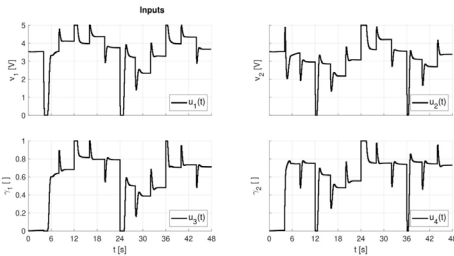 Inputs
5
4
3
2
1
0
v1 [V]
u1(t)
5
4
3
2
1
0
v2 [V]
u2(t)
1
0.8
0.6
0.4
0.2
0
γ1 [ ]
u3(t)
0 6 12 18 24 30 36 42 48
t [s]
1
0.8
0.6
0.4
0.2
0
γ2 [ ]
u4(t)
0 6 12 18 24 30 36 42 48
t [s]